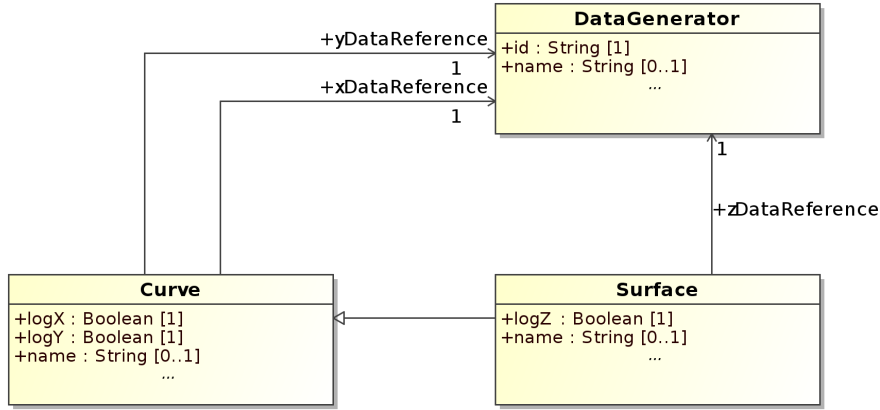 DataGenerator
+id : String [1]
+name : String [0..1]
...
+yDataReference
1
+xDataReference
1
1
+zDataReference
Curve
+logX : Boolean [1]
+logY : Boolean [1]
+name : String [0..1]
...
Surface
+logZ : Boolean [1]
+name : String [0..1]
...